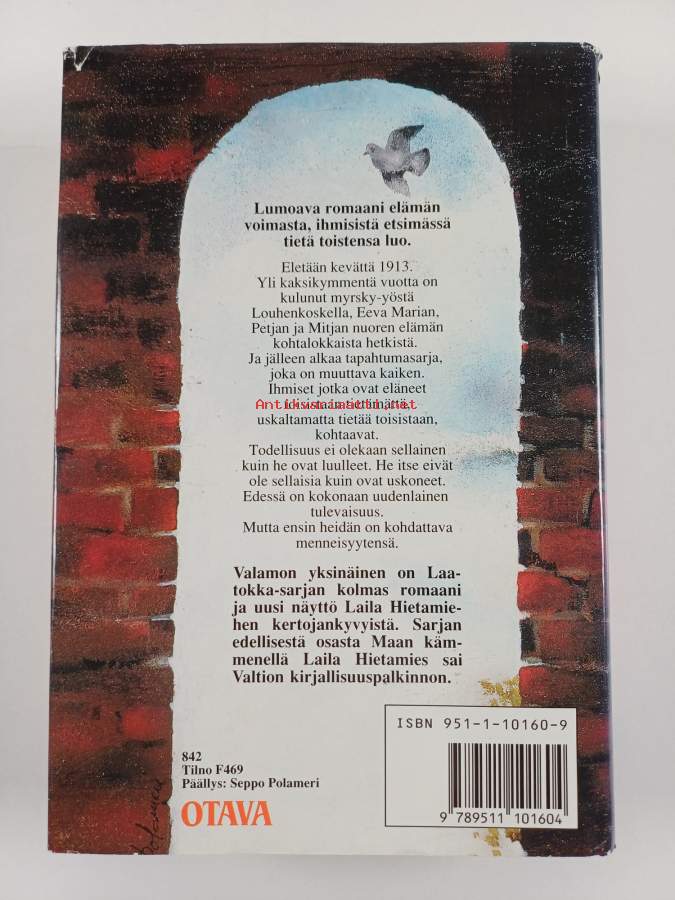 Lumoava romaani elämän
voimasta, ihmisistä etsimässä
tietä toistensa luo.
Eletään kevättä 1913.
Yli kaksikymmentä vuotta on
kulunut myrsky-yöstä
Louhenkoskella, Eeva Marian,
Petjan ja Mitjan nuoren elämän
kohtalokkaista hetkistä.
Ja jälleen alkaa tapahtumasarja,
joka on muuttava kaiken.
Ihmiset jotka ovat eläneet
toisistaan tietämättä,
uskaltamatta tietää toisistaan,
kohtaavat.
Todellisuus ei olekaan sellainen
kuin he ovat luulleet. He itse eivät
ole sellaisia kuin ovat uskoneet.
Edessä on kokonaan uudenlainen
tulevaisuus.
Mutta ensin heidän on kohdattava
menneisyytensä.
Valamon yksinäinen on Laa-
tokka-sarjan kolmas romaani
ja uusi näyttö Laila Hietamie-
hen kertojankyvyistä. Sarjan
edellisestä osasta Maan käm-
menellä Laila Hietamies sai
Valtion kirjallisuuspalkinnon.
ISBN 951-1-10160-9
9 789511 101604
842
Tilno F469
Päällys: Seppo Polameri
OTAVA